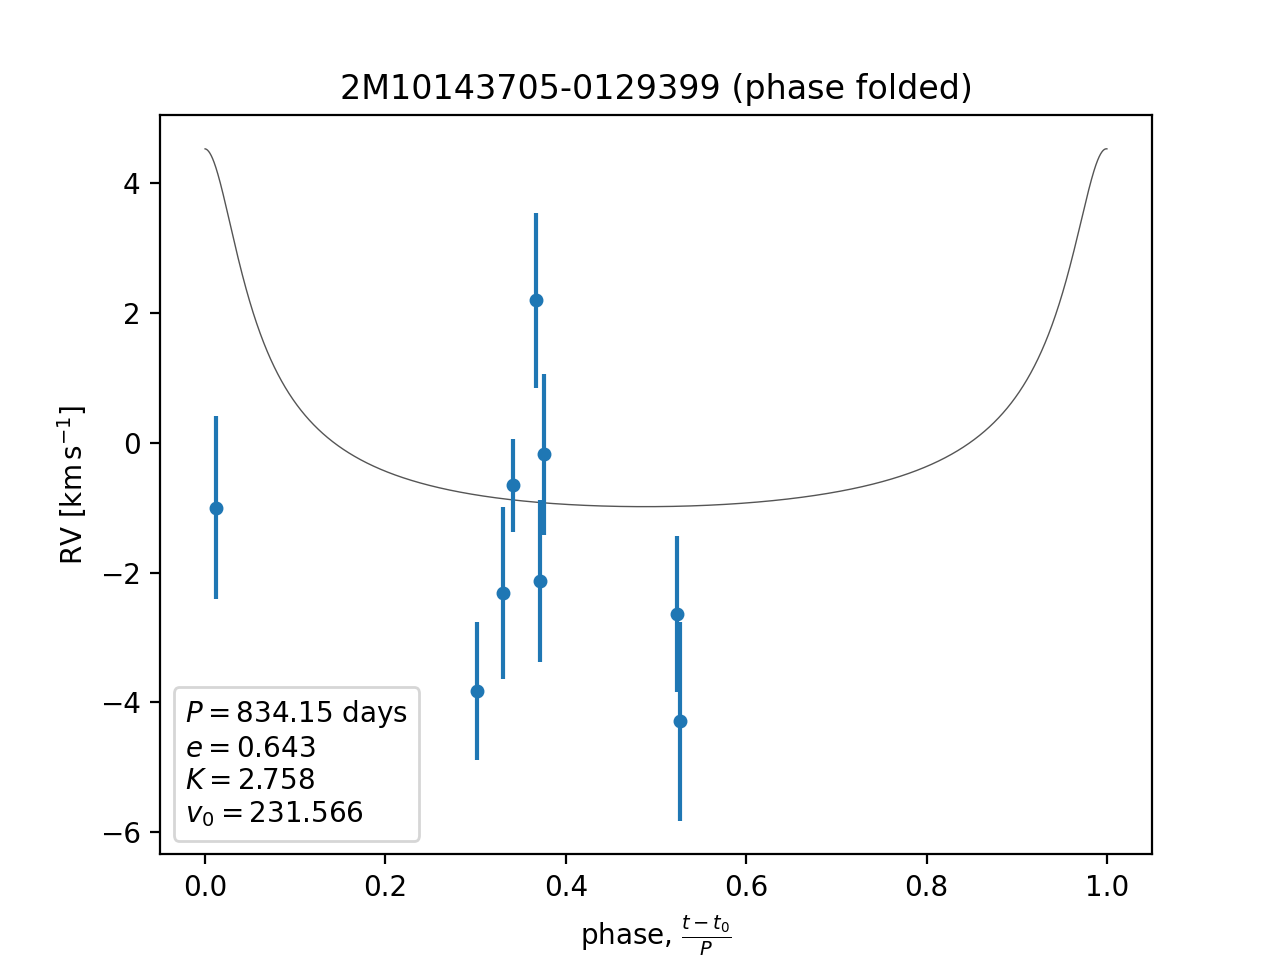 2M10143705-0129399 (phase folded)
RV [km s⁻¹]
4
2
0
−2
−4
−6
P = 834.15 days
e = 0.643
K = 2.758
v₀ = 231.566
0.0 0.2 0.4 0.6 0.8 1.0
phase, (t − t₀)/P